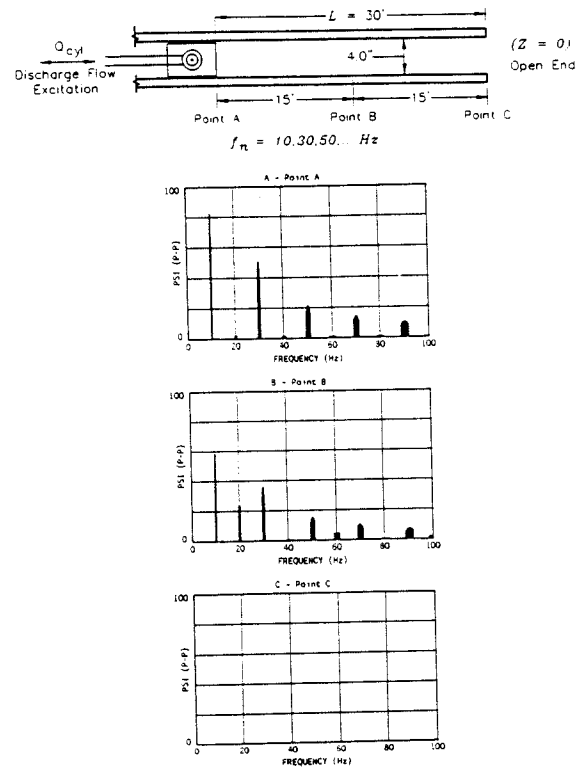 L = 30'
Q cyl
Discharge Flow
Excitation
4.0"
(Z = 0)
Open End
15'
15'
Point A
Point B
Point C
f n = 10,30,50... Hz
A - Point A
100
PSI (P-P)
0
0 20 40 60 80 100
FREQUENCY (Hz)
B - Point B
100
PSI (P-P)
0
0 20 40 60 80 100
FREQUENCY (Hz)
C - Point C
100
PSI (P-P)
0
0 20 40 60 80 100
FREQUENCY (Hz)